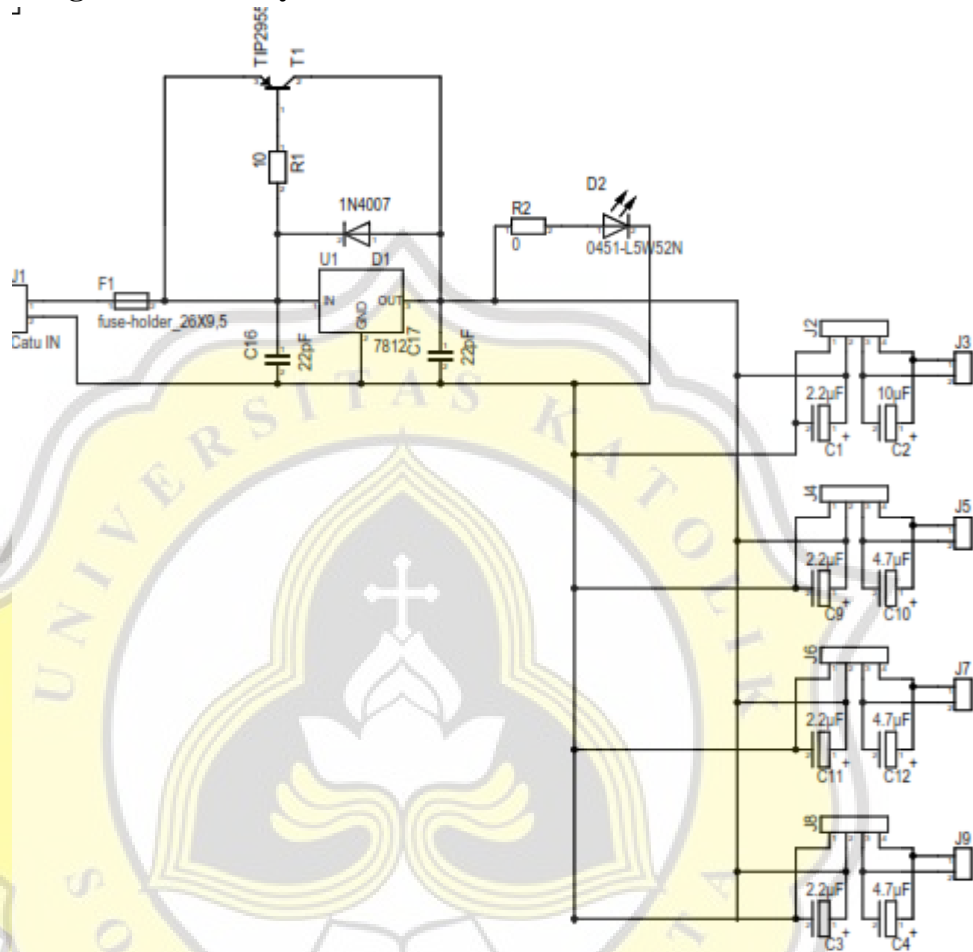 TIP2955
T1
10
R1
1N4007
D2
R2
0
0451-L5W52N
U1
D1
J1
F1
IN
OUT
GND
fuse-holder_26X9,5
Catu IN
C16
22pF
7812
C17
22pF
J2
J3
2.2µF
10µF
C1
C2
J4
J5
2.2µF
4.7µF
C9
C10
J6
J7
2.2µF
4.7µF
C11
C12
J8
J9
2.2µF
4.7µF
C3
C4
UNIVERSITAS KATOLIK